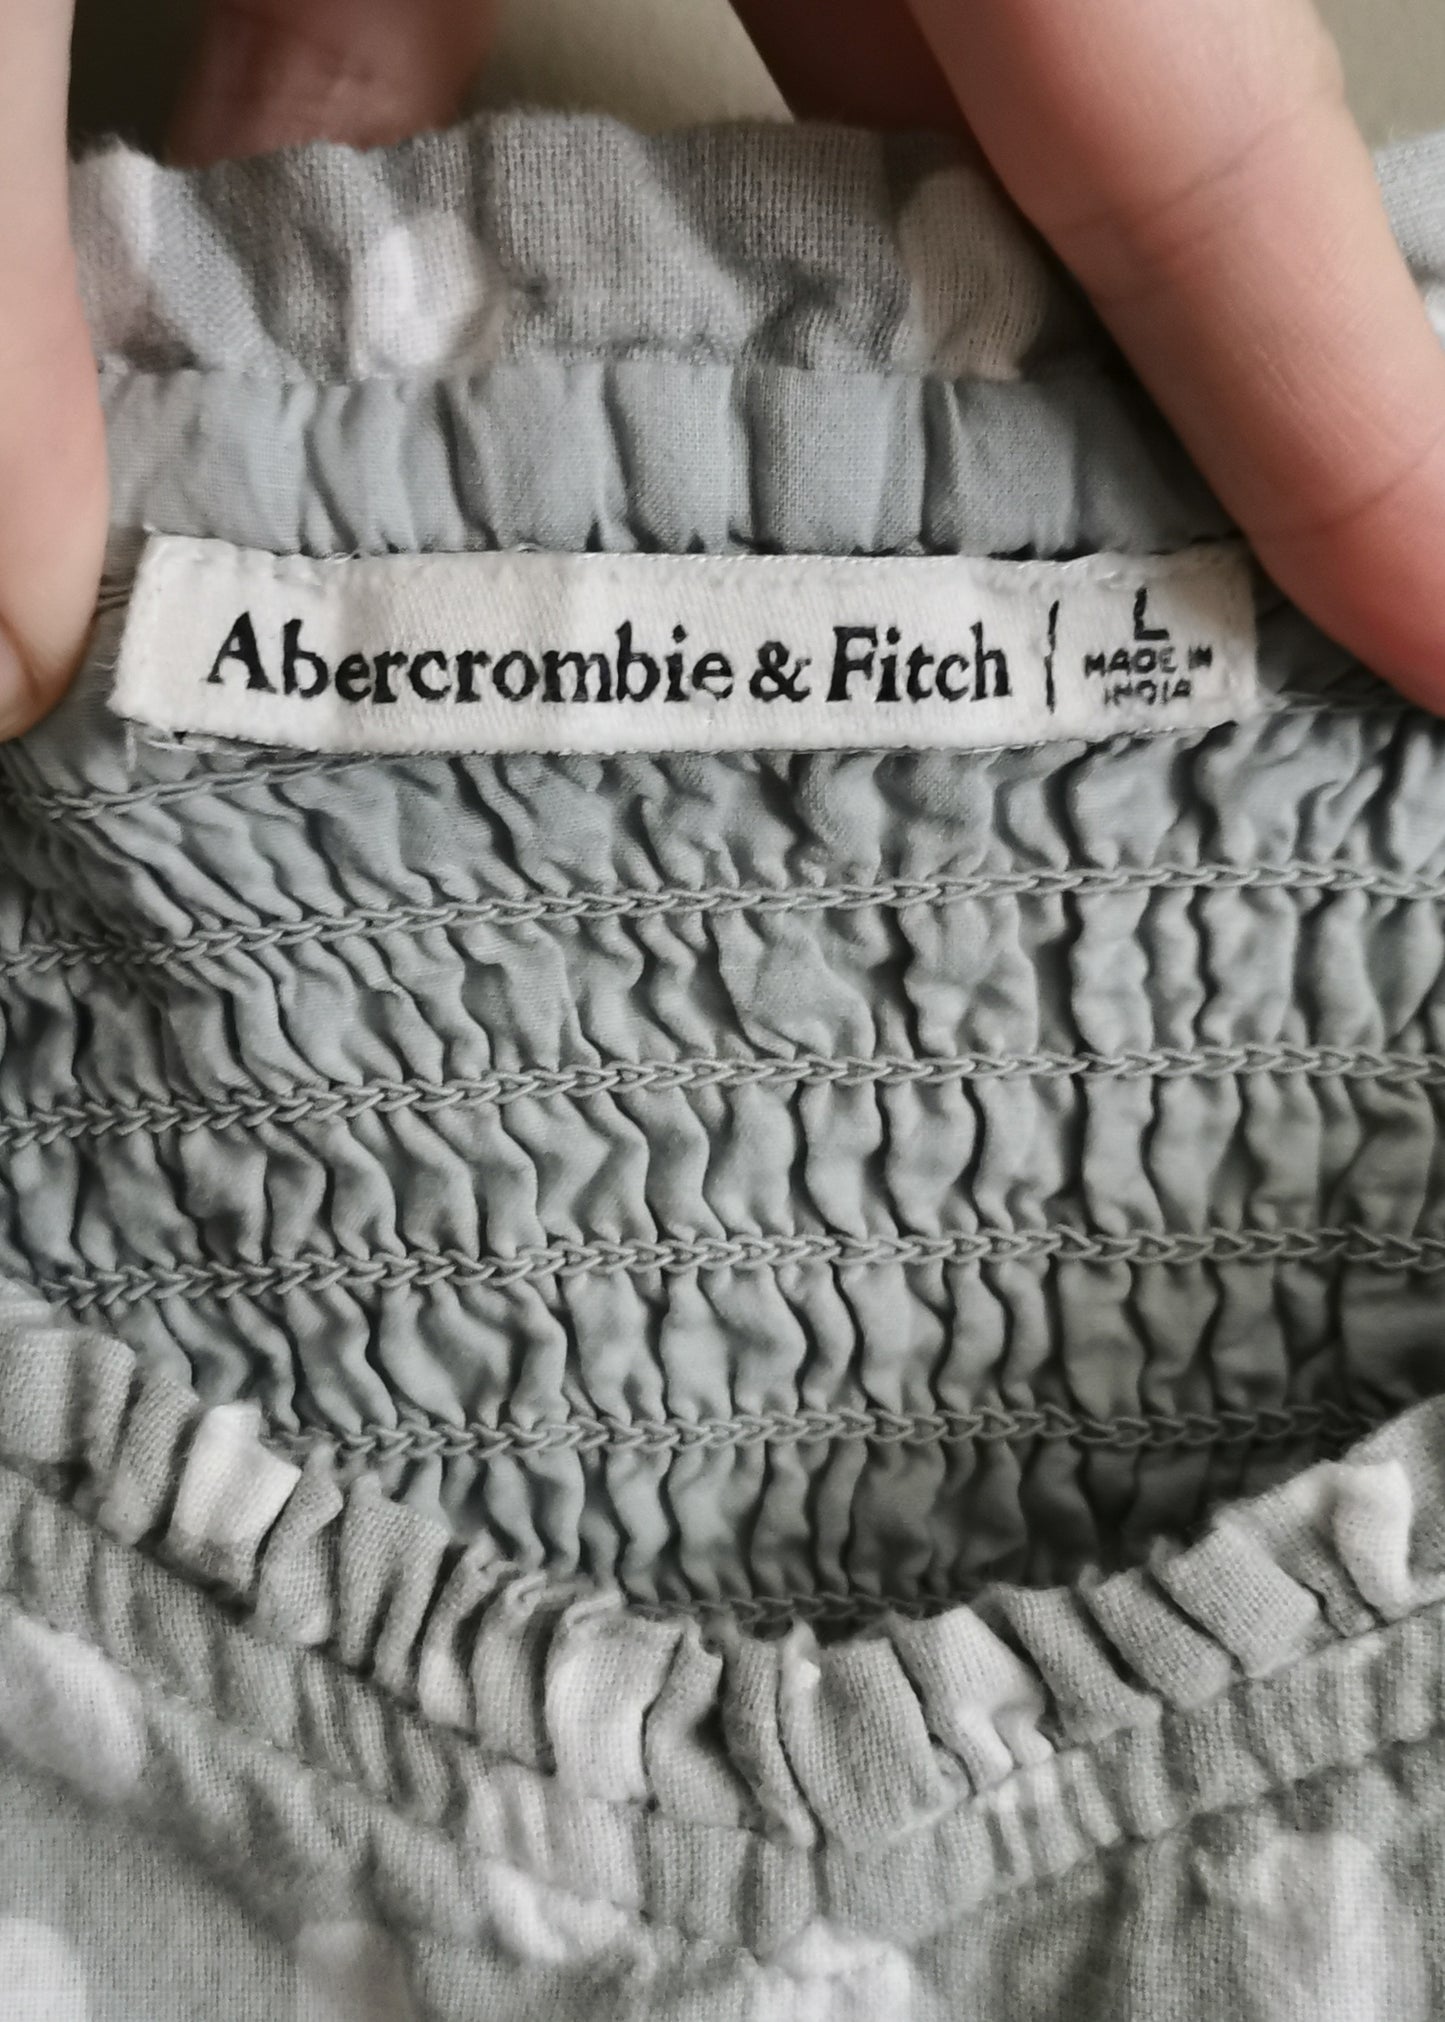 Abercrombie & Fitch | L
MADE IN
INDIA